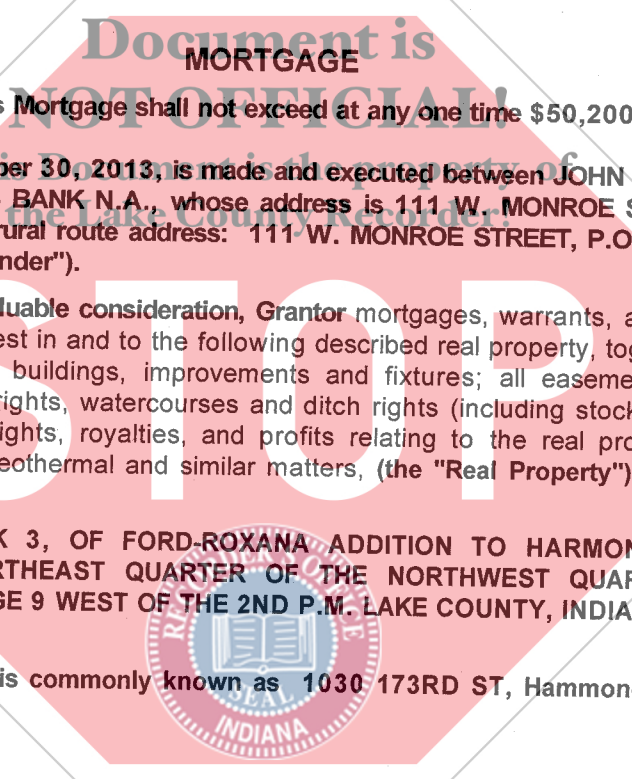 Document is
MORTGAGE
s Mortgage shall not exceed at any one time $50,200
NOT OFFICIAL!
ber 30, 2013, is made and executed between JOHN
is Document is the property of
BANK N.A., whose address is 111 W. MONROE S
the Lake County Recorder!
rural route address: 111 W. MONROE STREET, P.O
nder").
STOP
luable consideration, Grantor mortgages, warrants, a
est in and to the following described real property, tog
buildings, improvements and fixtures; all easeme
rights, watercourses and ditch rights (including stock
ights, royalties, and profits relating to the real pro
eothermal and similar matters, (the "Real Property")
K 3, OF FORD-ROXANA ADDITION TO HARMON
RTHEAST QUARTER OF THE NORTHWEST QUAR
GE 9 WEST OF THE 2ND P.M. LAKE COUNTY, INDIA
RECORDER'S OFFICE
SEAL
INDIANA
is commonly known as 1030 173RD ST, Hammon